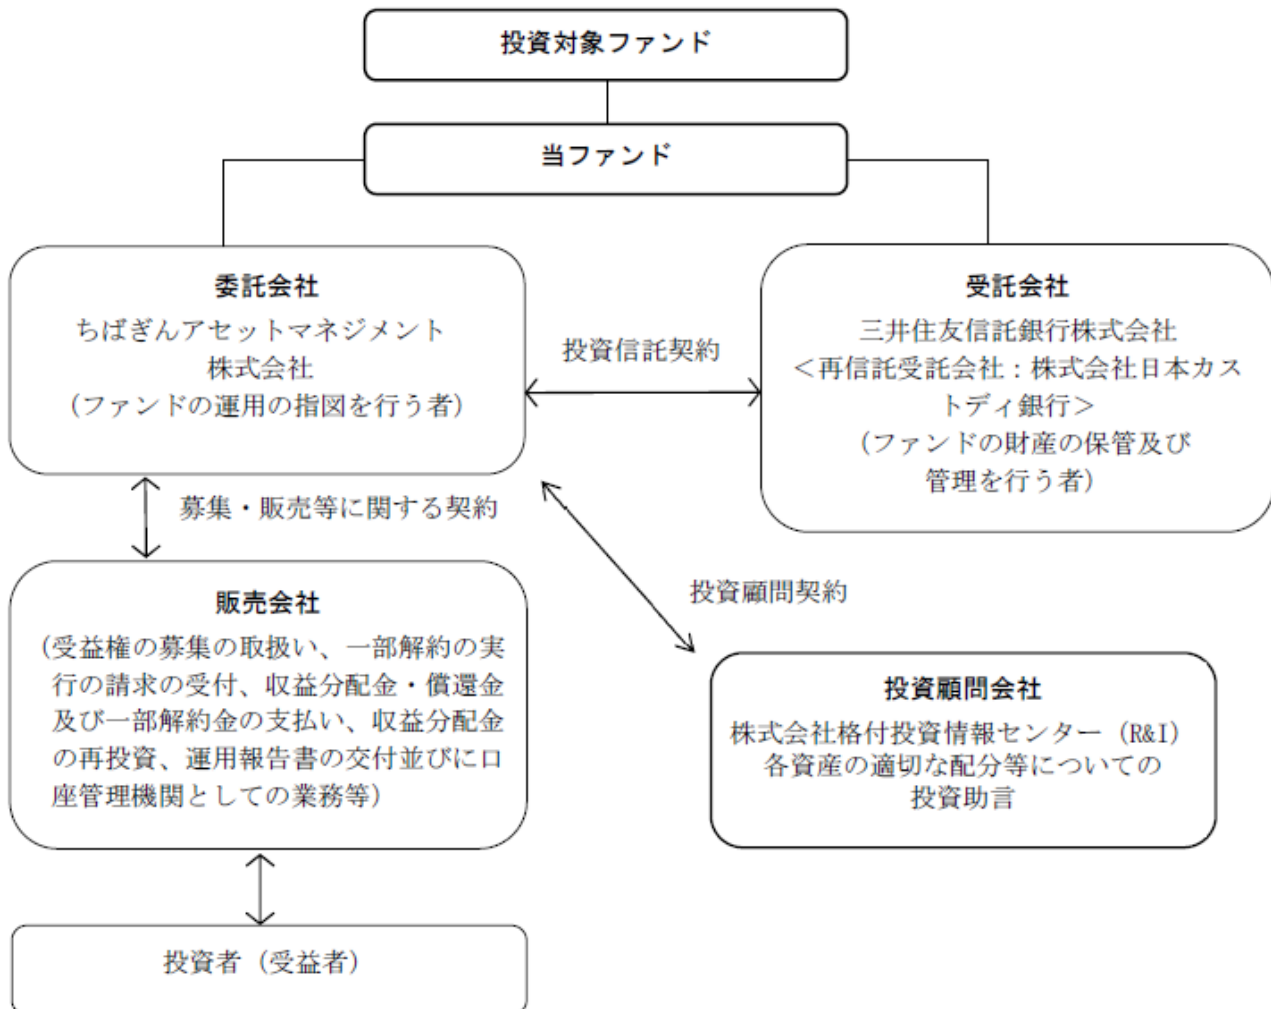 投資対象ファンド
当ファンド
委託会社
ちばぎんアセットマネジメント
株式会社
(ファンドの運用の指図を行う者)
投資信託契約
受託会社
三井住友信託銀行株式会社
<再信託受託会社:株式会社日本カス
トディ銀行>
(ファンドの財産の保管及び
管理を行う者)
募集・販売等に関する契約
投資顧問契約
販売会社
(受益権の募集の取扱い、一部解約の実
行の請求の受付、収益分配金・償還金
及び一部解約金の支払い、収益分配金
の再投資、運用報告書の交付並びに口
座管理機関としての業務等)
投資顧問会社
株式会社格付投資情報センター(R&I)
各資産の適切な配分等についての
投資助言
投資者(受益者)